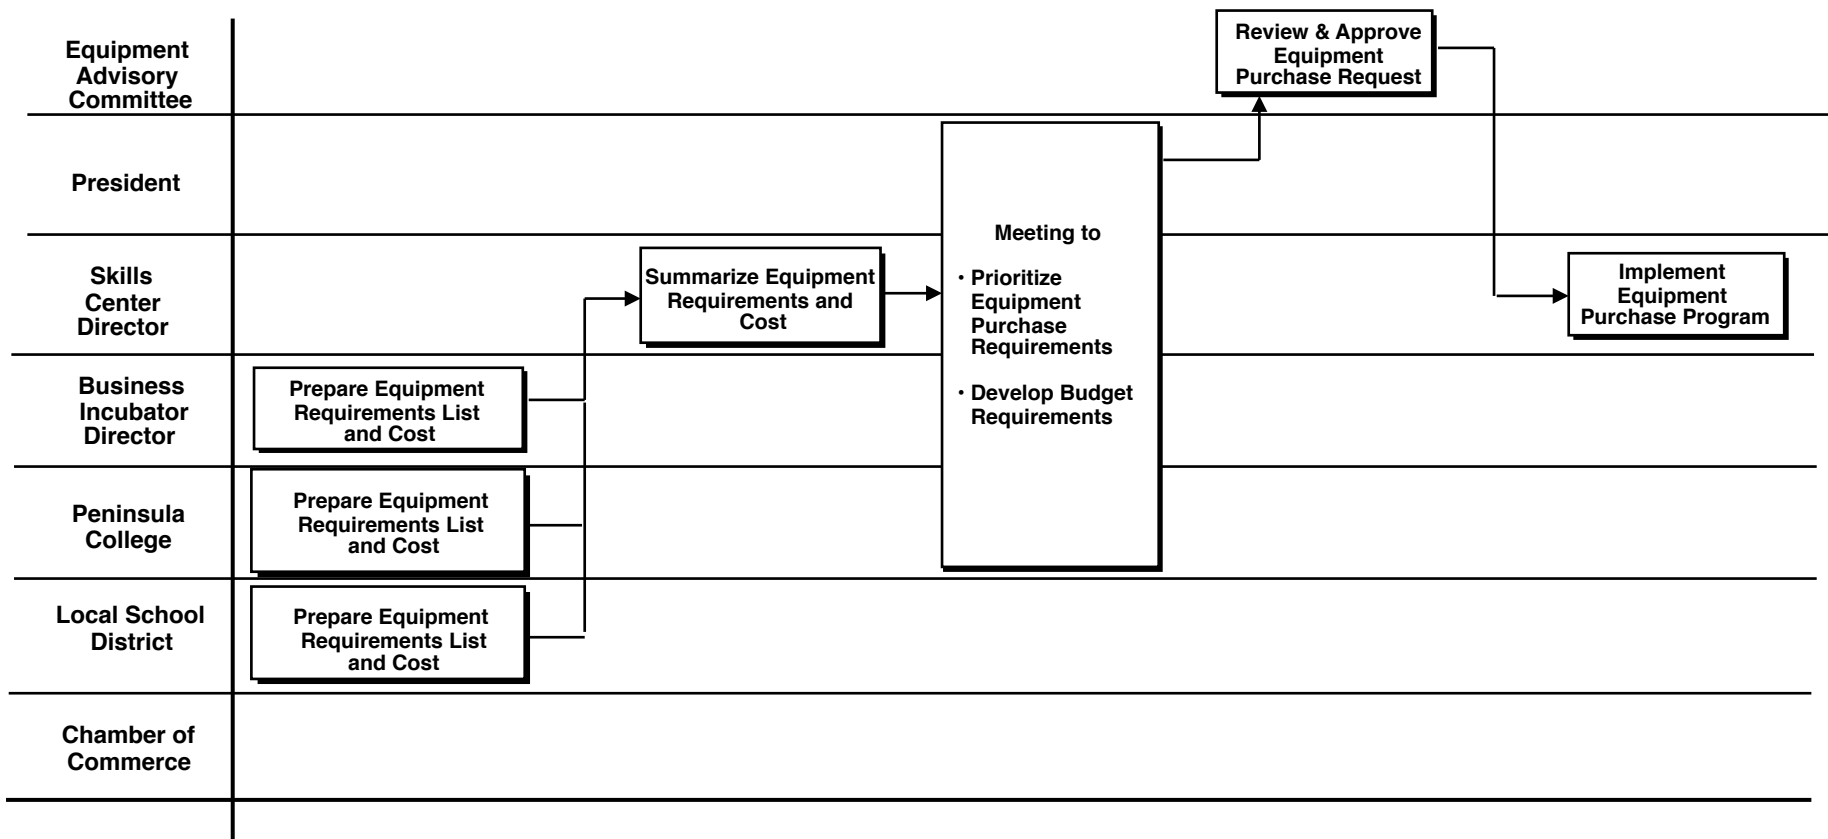 Equipment
Advisory
Committee
Review & Approve
Equipment
Purchase Request
President
Skills
Center
Director
Summarize Equipment
Requirements and
Cost
Meeting to
· Prioritize
Equipment
Purchase
Requirements
· Develop Budget
Requirements
Implement
Equipment
Purchase Program
Business
Incubator
Director
Prepare Equipment
Requirements List
and Cost
Peninsula
College
Prepare Equipment
Requirements List
and Cost
Local School
District
Prepare Equipment
Requirements List
and Cost
Chamber of
Commerce